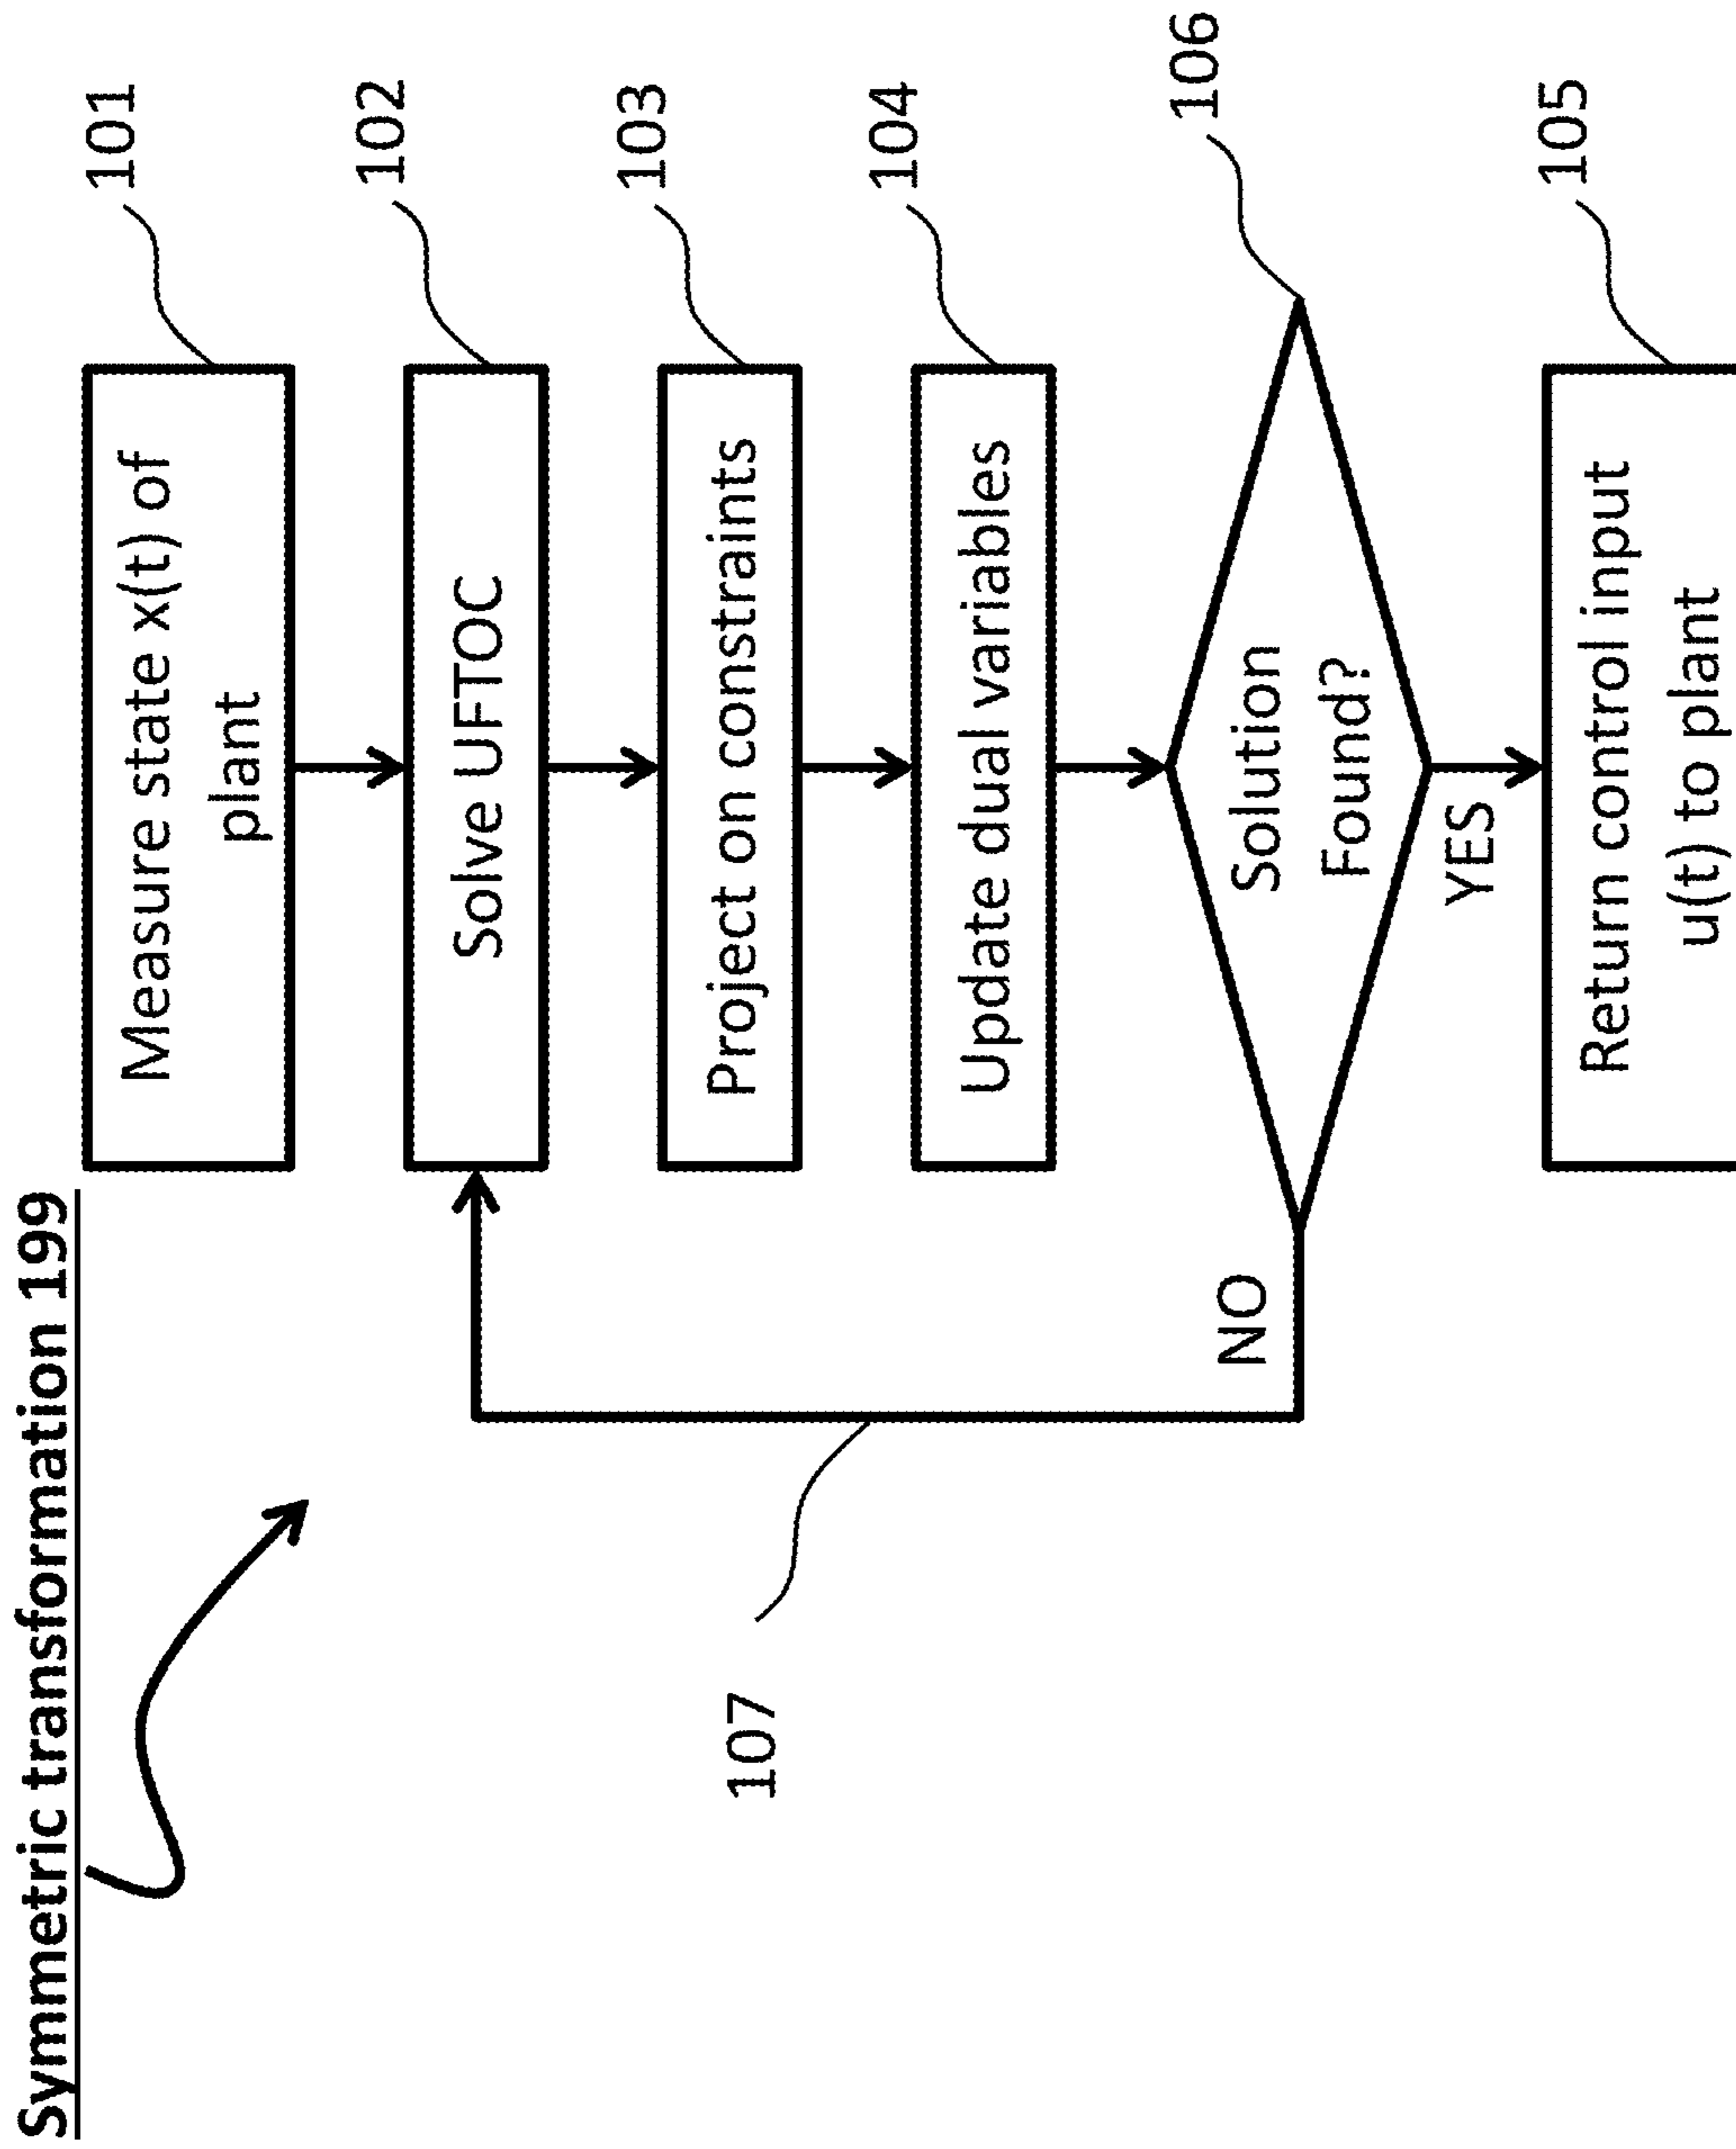 Symmetric transformation 199
Measure state x(t) of
plant
101
Solve UFTOC
102
Project on constraints
103
Update dual variables
104
Solution
Found?
106
NO
107
YES
Return control input
u(t) to plant
105